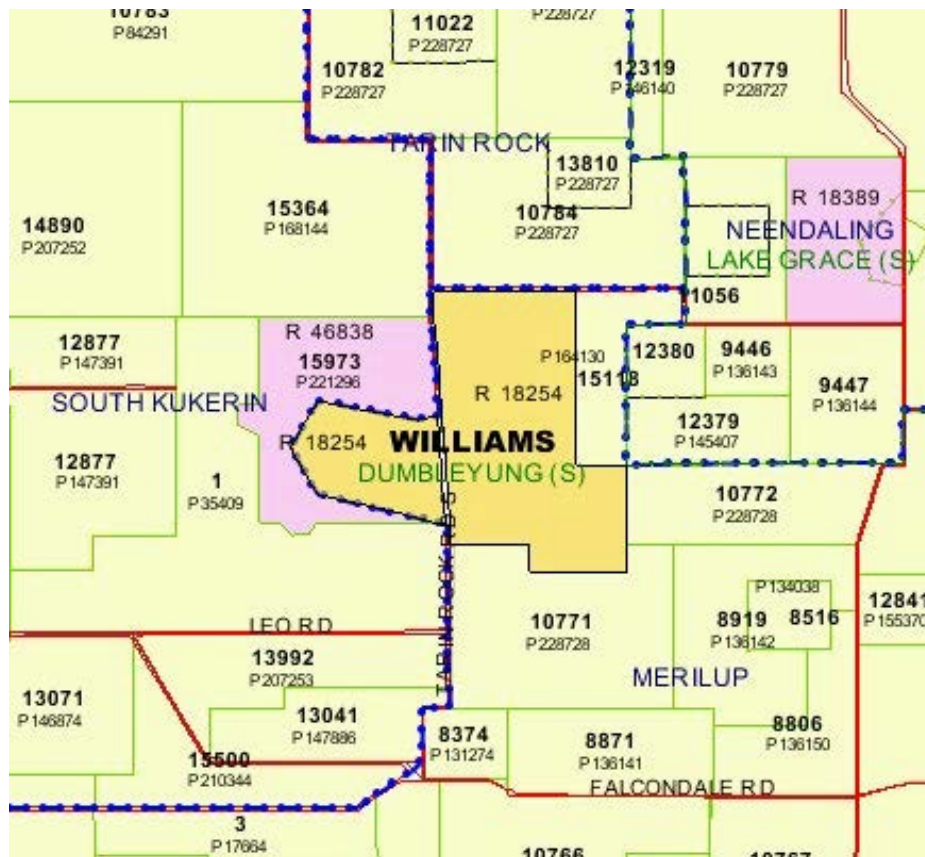 10783
P84291
11022
P228727
P228727
10782
P228727
12319
P146140
10779
P228727
TARIN ROCK
13810
P228727
14890
P207252
15364
P168144
10784
P228727
R 18389
NEENDALING
LAKE GRACE (S)
1056
12877
P147391
R 46838
15973
P221296
P164130
15118
12380
9446
P136143
9447
P136144
R 18254
SOUTH KUKERIN
R 18254
WILLIAMS
DUMBLEYUNG (S)
12379
P145407
12877
P147391
1
P35409
10772
P228728
TARIN ROCK RD S
LEO RD
10771
P228728
P134038
8919
P136142
8516
12841
P155370
13992
P207253
MERILUP
13071
P146874
13041
P147886
8374
P131274
8871
P136141
8806
P136150
15500
P210344
FALCONDALE RD
3
P17664
10766
10767